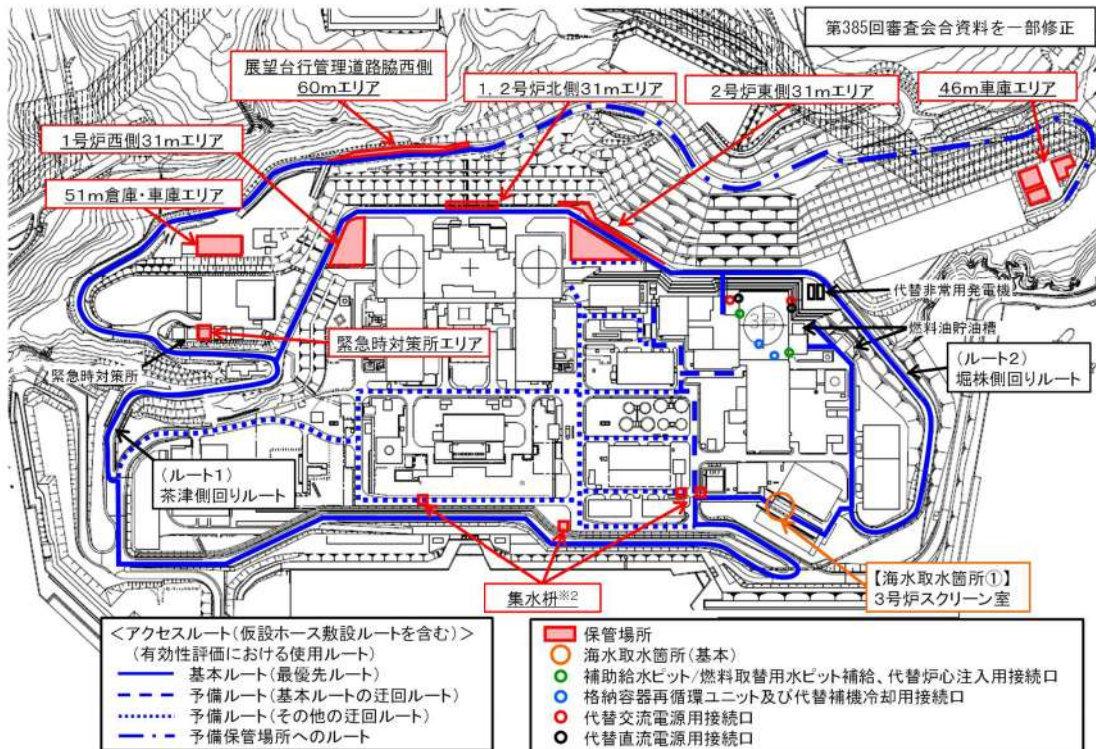 第385回審査会合資料を一部修正
展望台行管理道路脇西側
60mエリア
1, 2号炉北側31mエリア
2号炉東側31mエリア
46m車庫エリア
1号炉西側31mエリア
51m倉庫・車庫エリア
代替非常用発電機
3号
燃料油貯油槽
緊急時対策所エリア
緊急時対策所
(ルート2)
堀株側回りルート
(ルート1)
茶津側回りルート
集水枡※2
【海水取水箇所①】
3号炉スクリーン室
<アクセスルート(仮設ホース敷設ルートを含む)>
(有効性評価における使用ルート)
基本ルート(最優先ルート)
予備ルート(基本ルートの迂回ルート)
予備ルート(その他の迂回ルート)
予備保管場所へのルート
保管場所
海水取水箇所(基本)
補助給水ピット/燃料取替用水ピット補給、代替炉心注入用接続口
格納容器再循環ユニット及び代替補機冷却用接続口
代替交流電源用接続口
代替直流電源用接続口